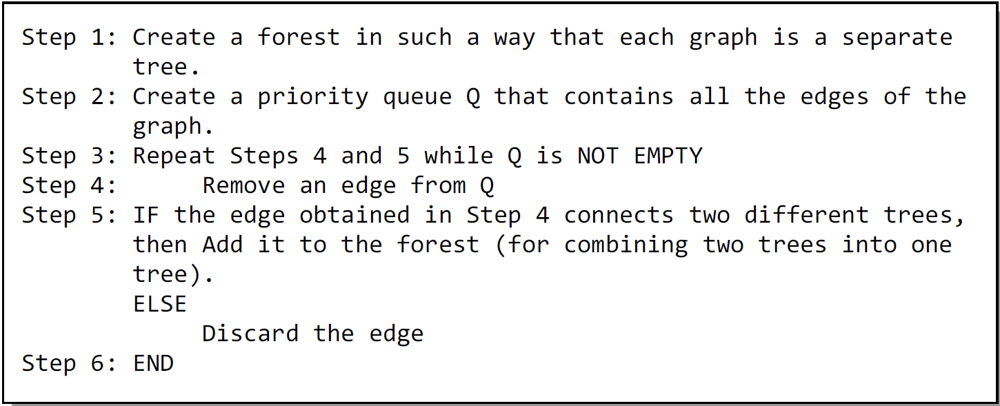 Step 1: Create a forest in such a way that each graph is a separate
tree.
Step 2: Create a priority queue Q that contains all the edges of the
graph.
Step 3: Repeat Steps 4 and 5 while Q is NOT EMPTY
Step 4: Remove an edge from Q
Step 5: IF the edge obtained in Step 4 connects two different trees,
then Add it to the forest (for combining two trees into one
tree).
ELSE
Discard the edge
Step 6: END